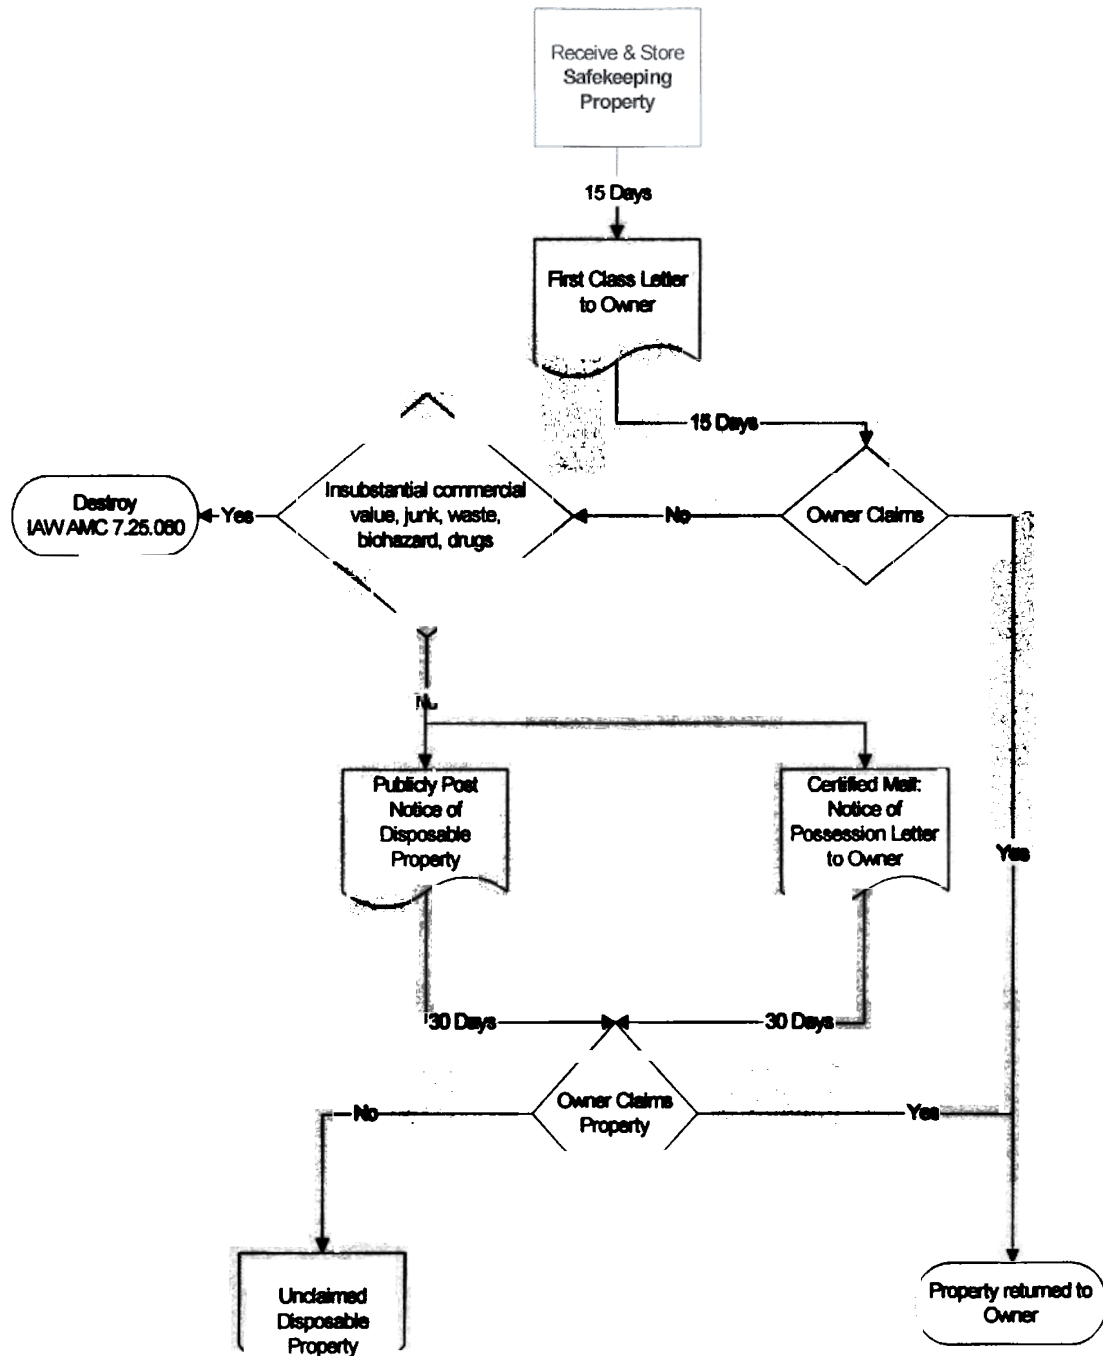 Receive & Store
Safekeeping
Property
15 Days
First Class Letter
to Owner
15 Days
Destroy
IAW AMC 7.25.060
Yes
Insubstantial commercial
value, junk, waste,
biohazard, drugs
No
Owner Claims
Publicly Post
Notice of
Disposable
Property
Certified Mail:
Notice of
Possession Letter
to Owner
Yes
30 Days
30 Days
Owner Claims
Property
No
Yes
Unclaimed
Disposable
Property
Property returned to
Owner